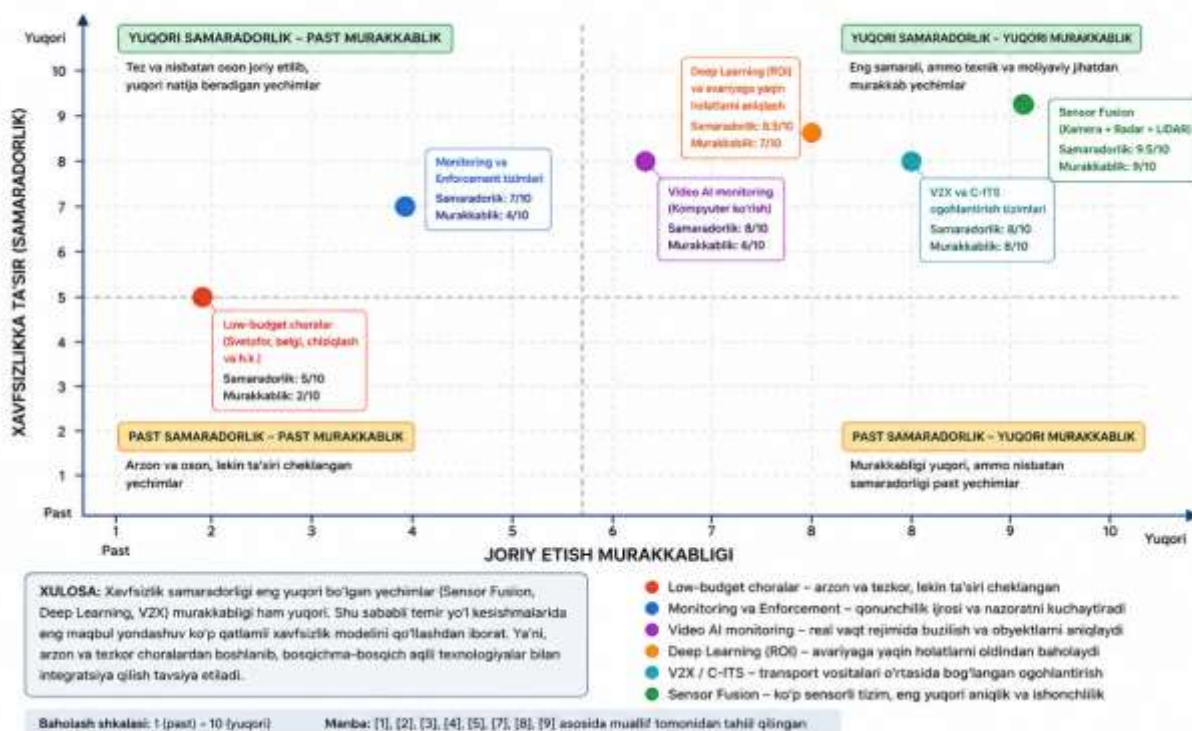 Yuqori
YUQORI SAMARADORLIK – PAST MURAKKABLIK
Tez va nisbatan oson joriy etilib,
yuqori natija beradigan yechimlar
YUQORI SAMARADORLIK – YUQORI MURAKKABLIK
Eng samarali, ammo texnik va moliyaviy jihatdan
murakkab yechimlar
Deep Learning (ROI)
va avariyaga yaqin
holatlarni aniqlash
Samaradorlik: 8.5/10
Murakkablik: 7/10
Sensor Fusion
(Kamera + Radar + LIDAR)
Samaradorlik: 9.5/10
Murakkablik: 9/10
Monitoring va
Enforcement tizimlari
Samaradorlik: 7/10
Murakkablik: 4/10
Video AI monitoring
(Kompyuter ko'rish)
Samaradorlik: 8/10
Murakkablik: 6/10
V2X va C-ITS
ogohlantirish tizimlari
Samaradorlik: 8/10
Murakkablik: 8/10
Low-budget choralar
(Svetofor, belgi, chiziqlash
va h.k.)
Samaradorlik: 5/10
Murakkablik: 2/10
PAST SAMARADORLIK – PAST MURAKKABLIK
Arzon va oson, lekin ta'siri cheklangan
yechimlar
PAST SAMARADORLIK – YUQORI MURAKKABLIK
Murakkabligi yuqori, ammo nisbatan
samaradorligi past yechimlar
XAVFSIZLIKKA TA'SIR (SAMARADORLIK)
10
9
8
7
6
5
4
3
2
1
Past
1 2 3 4 5 6 7 8 8 9 10
Past
Yuqori
JORIY ETISH MURAKKABLIGI
XULOSA: Xavfsizlik samaradorligi eng yuqori bo'lgan yechimlar (Sensor Fusion,
Deep Learning, V2X) murakkabligi ham yuqori. Shu sababli temir yo'l kesishmalarida
eng maqbul yondashuv ko'p qatlamli xavfsizlik modelini qo'llashdan iborat. Ya'ni,
arzon va tezkor choralardan boshlanib, bosqichma-bosqich aqlli texnologiyalar bilan
integratsiya qilish tavsiya etiladi.
Low-budget choralar – arzon va tezkor, lekin ta'siri cheklangan
Monitoring va Enforcement – qonunchilik ijrosi va nazoratni kuchaytiradi
Video AI monitoring – real vaqt rejimida buzilish va obyektlarni aniqlaydi
Deep Learning (ROI) – avariyaga yaqin holatlarni oldindan baholaydi
V2X / C-ITS – transport vositalari o'rtasida bog'langan ogohlantirish
Sensor Fusion – ko'p sensorli tizim, eng yuqori aniqlik va ishonchlilik
Baholash shkalasi: 1 (past) – 10 (yuqori)
Manba: [1], [2], [3], [4], [5], [7], [8], [9] asosida muallif tomonidan tahlil qilingan